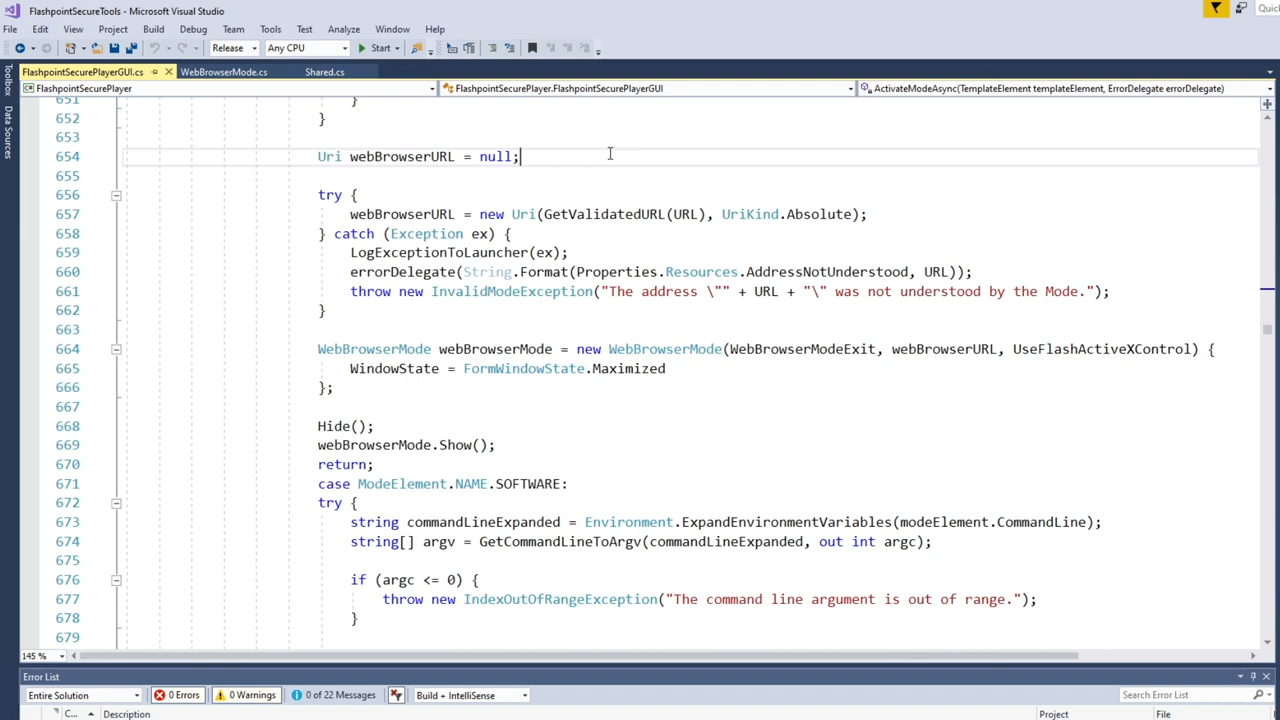 FlashpointSecureTools - Microsoft Visual Studio
Quic
File Edit View Project Build Debug Team Tools Test Analyze Window Help
Release Any CPU Start
FlashpointSecurePlayerGUI.cs WebBrowserMode.cs Shared.cs
FlashpointSecurePlayer FlashpointSecurePlayer.FlashpointSecurePlayerGUI ActivateModeAsync(TemplateElement templateElement, ErrorDelegate errorDelegate)
Toolbox
Data Sources
651 }
652 }
653
654 Uri webBrowserURL = null;
655
656 try {
657 webBrowserURL = new Uri(GetValidatedURL(URL), UriKind.Absolute);
658 } catch (Exception ex) {
659 LogExceptionToLauncher(ex);
660 errorDelegate(String.Format(Properties.Resources.AddressNotUnderstood, URL));
661 throw new InvalidModeException("The address \"" + URL + "\" was not understood by the Mode.");
662 }
663
664 WebBrowserMode webBrowserMode = new WebBrowserMode(WebBrowserModeExit, webBrowserURL, UseFlashActiveXControl) {
665 WindowState = FormWindowState.Maximized
666 };
667
668 Hide();
669 webBrowserMode.Show();
670 return;
671 case ModeElement.NAME.SOFTWARE:
672 try {
673 string commandLineExpanded = Environment.ExpandEnvironmentVariables(modeElement.CommandLine);
674 string[] argv = GetCommandLineToArgv(commandLineExpanded, out int argc);
675
676 if (argc <= 0) {
677 throw new IndexOutOfRangeException("The command line argument is out of range.");
678 }
679
145 %
Error List
Entire Solution 0 Errors 0 Warnings 0 of 22 Messages Build + IntelliSense Search Error List
C... Description Project File